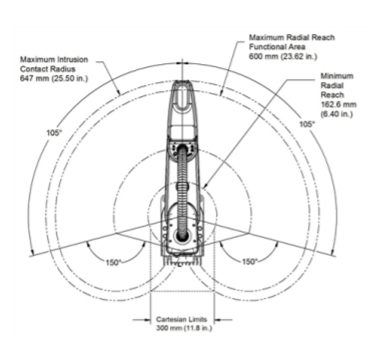 Maximum Radial Reach
Functional Area
600 mm (23.62 in.)
Maximum Intrusion
Contact Radius
647 mm (25.50 in.)
Minimum
Radial
Reach
162.6 mm
(6.40 in.)
105°
105°
150°
150°
Cartesian Limits
300 mm (11.8 in.)